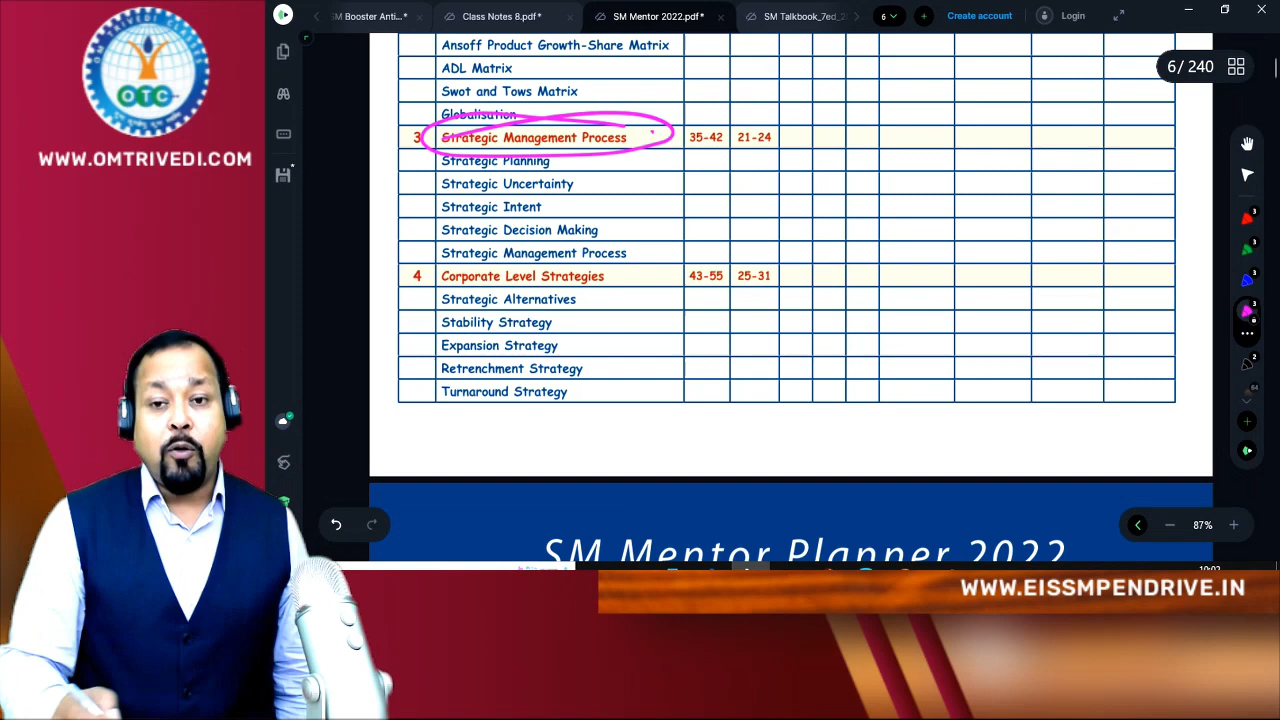 SM Booster Anti...*
Class Notes 8.pdf*
SM Mentor 2022.pdf*
SM Talkbook_7ed_20
6
Create account
Login
6/240
OTC
WWW.OMTRIVEDI.COM
Ansoff Product Growth-Share Matrix
ADL Matrix
Swot and Tows Matrix
Globalisation
3 Strategic Management Process 35-42 21-24
Strategic Planning
Strategic Uncertainty
Strategic Intent
Strategic Decision Making
Strategic Management Process
4 Corporate Level Strategies 43-55 25-31
Strategic Alternatives
Stability Strategy
Expansion Strategy
Retrenchment Strategy
Turnaround Strategy
87%
SM Mentor Planner 2022
WWW.EISSMPENDRIVE.IN